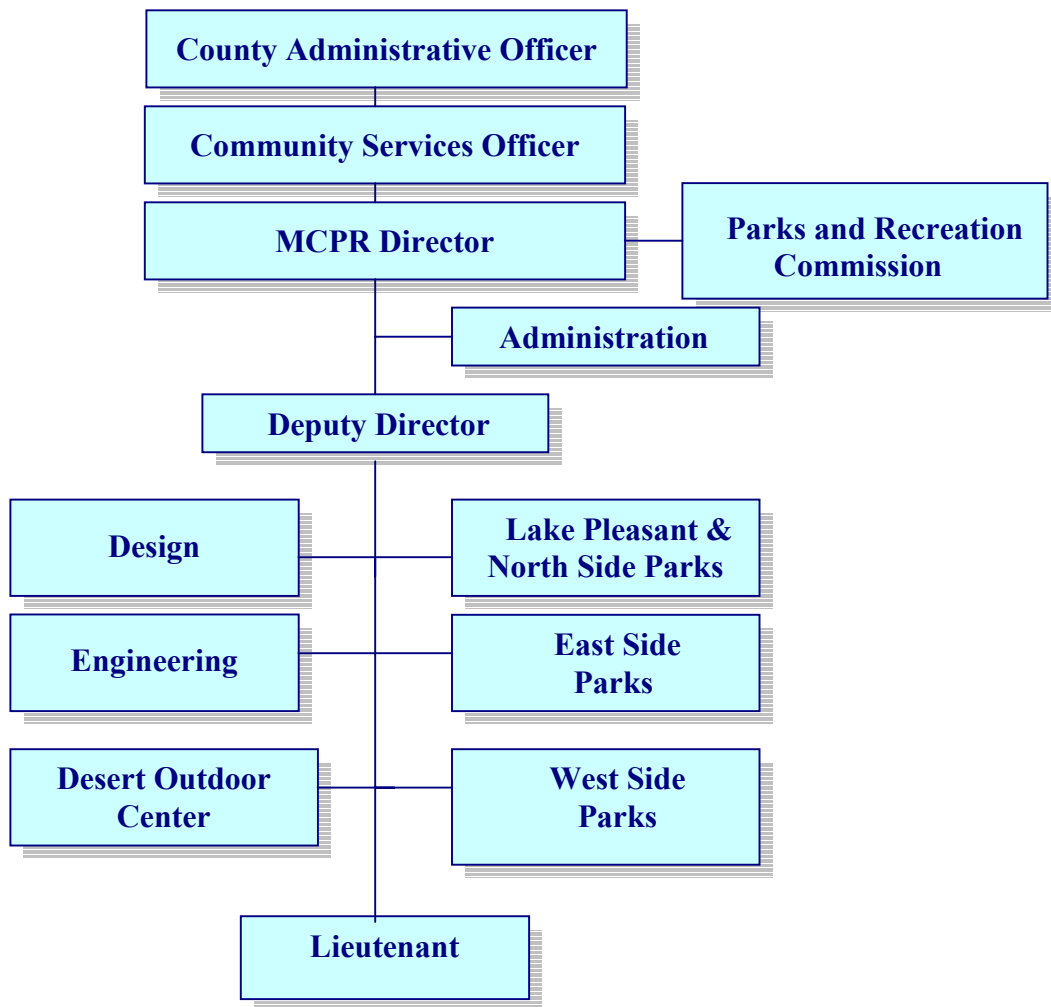 County Administrative Officer
Community Services Officer
MCPR Director
Parks and Recreation
Commission
Administration
Deputy Director
Design
Lake Pleasant &
North Side Parks
Engineering
East Side
Parks
Desert Outdoor
Center
West Side
Parks
Lieutenant